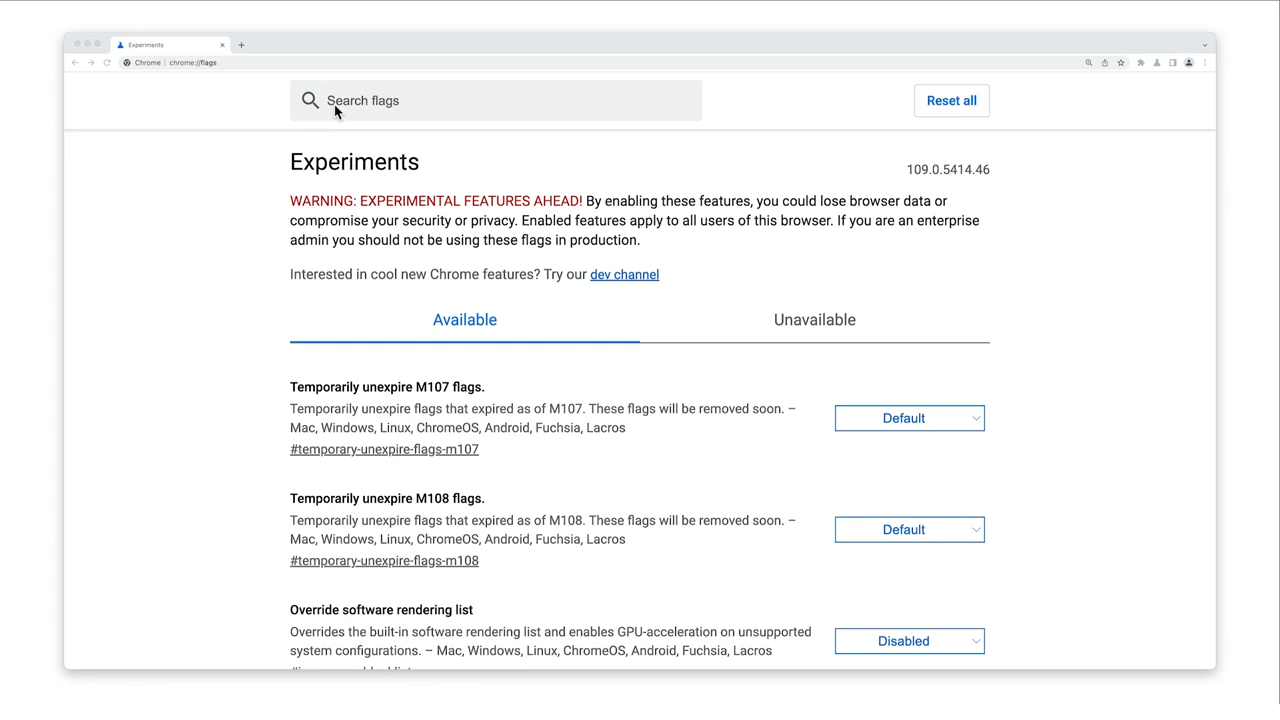 Experiments
Chrome | chrome://flags
Search flags
Reset all
Experiments
109.0.5414.46
WARNING: EXPERIMENTAL FEATURES AHEAD! By enabling these features, you could lose browser data or
compromise your security or privacy. Enabled features apply to all users of this browser. If you are an enterprise
admin you should not be using these flags in production.
Interested in cool new Chrome features? Try our dev channel
Available
Unavailable
Temporarily unexpire M107 flags.
Temporarily unexpire flags that expired as of M107. These flags will be removed soon. –
Mac, Windows, Linux, ChromeOS, Android, Fuchsia, Lacros
#temporary-unexpire-flags-m107
Default
Temporarily unexpire M108 flags.
Temporarily unexpire flags that expired as of M108. These flags will be removed soon. –
Mac, Windows, Linux, ChromeOS, Android, Fuchsia, Lacros
#temporary-unexpire-flags-m108
Default
Override software rendering list
Overrides the built-in software rendering list and enables GPU-acceleration on unsupported
system configurations. – Mac, Windows, Linux, ChromeOS, Android, Fuchsia, Lacros
Disabled